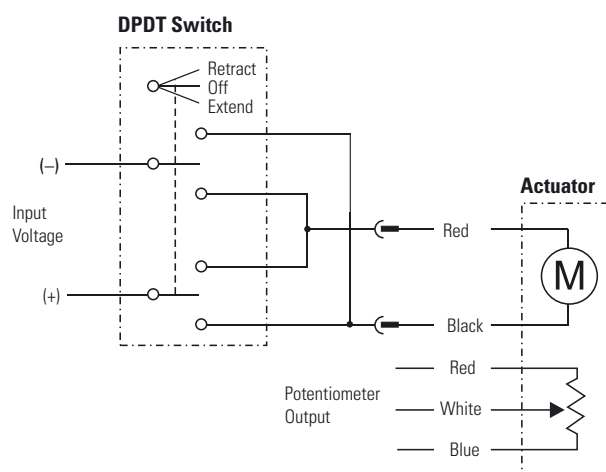 DPDT Switch
Retract
Off
Extend
(–)
Input
Voltage
(+)
Actuator
Red
M
Black
Red
Potentiometer
Output
White
Blue